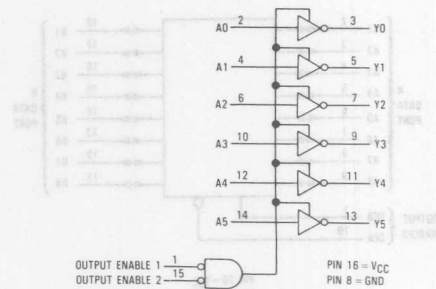 A0 2 3 Y0
A1 4 5 Y1
A2 6 7 Y2
A3 10 9 Y3
A4 12 11 Y4
A5 14 13 Y5
OUTPUT ENABLE 1 1
OUTPUT ENABLE 2 15
PIN 16 = VCC
PIN 8 = GND